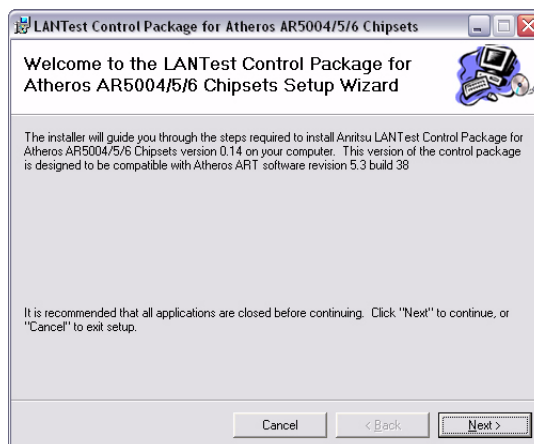 LANTest Control Package for Atheros AR5004/5/6 Chipsets
Welcome to the LANTest Control Package for
Atheros AR5004/5/6 Chipsets Setup Wizard
The installer will guide you through the steps required to install Anritsu LANTest Control Package for
Atheros AR5004/5/6 Chipsets version 0.14 on your computer. This version of the control package
is designed to be compatible with Atheros ART software revision 5.3 build 38
It is recommended that all applications are closed before continuing. Click "Next" to continue, or
"Cancel" to exit setup.
Cancel
< Back
Next >